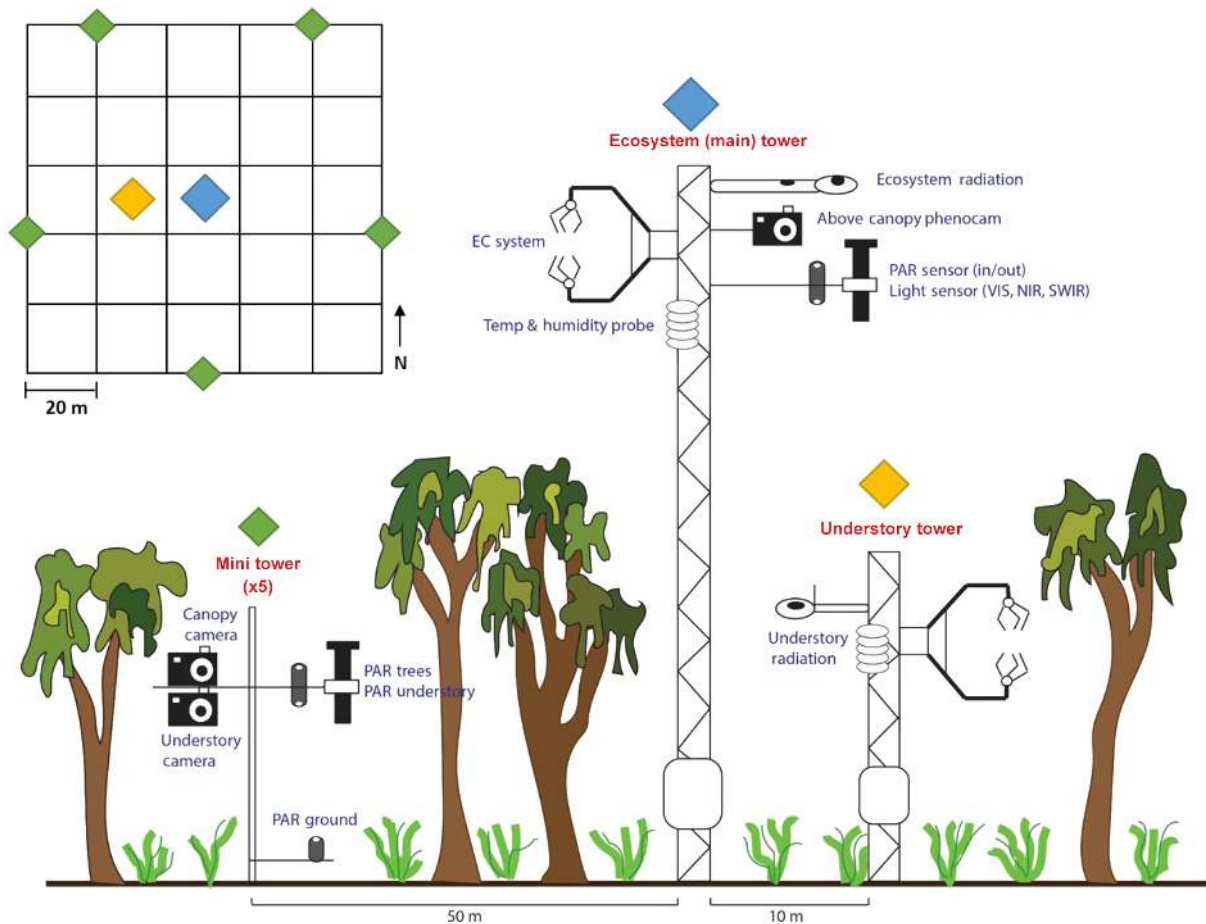 20 m
N
Ecosystem (main) tower
Ecosystem radiation
Above canopy phenocam
EC system
PAR sensor (in/out)
Light sensor (VIS, NIR, SWIR)
Temp & humidity probe
Understory tower
Understory
radiation
Mini tower
(x5)
Canopy
camera
PAR trees
PAR understory
Understory
camera
PAR ground
50 m
10 m